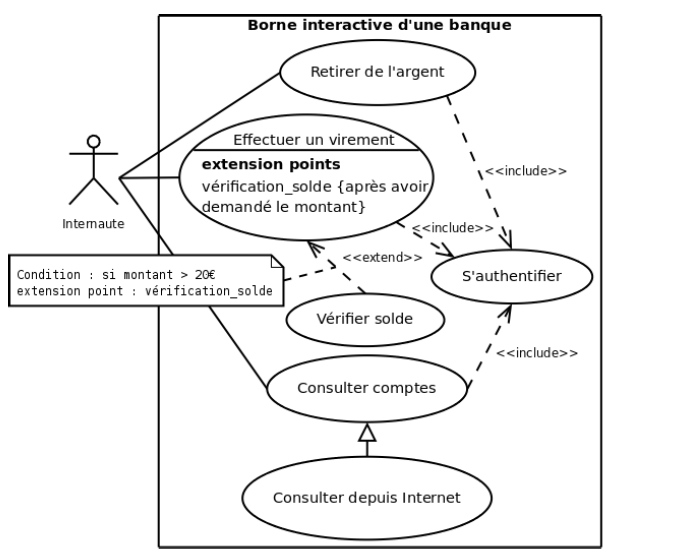 Borne interactive d'une banque
Retirer de l'argent
Effectuer un virement
extension points
vérification_solde {après avoir
demandé le montant}
<<include>>
Internaute
<<include>>
<<extend>>
Condition : si montant > 20€
extension point : vérification_solde
S'authentifier
Vérifier solde
<<include>>
Consulter comptes
Consulter depuis Internet